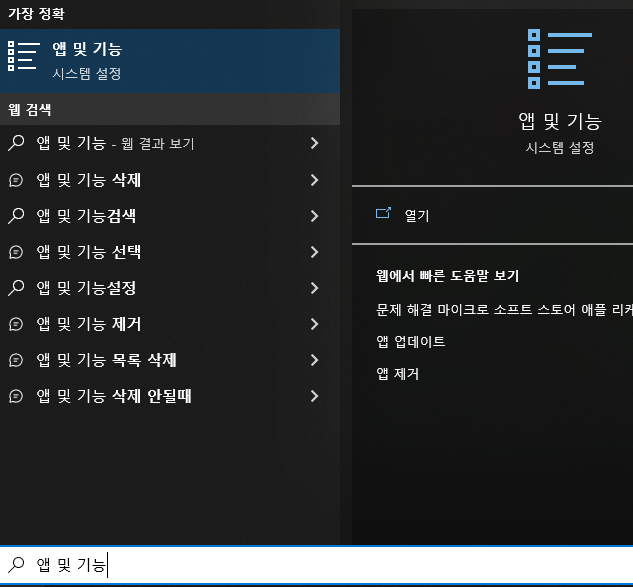 가장 정확
앱 및 기능
시스템 설정
웹 검색
앱 및 기능 - 웹 결과 보기
앱 및 기능 삭제
앱 및 기능검색
앱 및 기능 선택
앱 및 기능설정
앱 및 기능 제거
앱 및 기능 목록 삭제
앱 및 기능 삭제 안될때
앱 및 기능
시스템 설정
열기
웹에서 빠른 도움말 보기
문제 해결 마이크로 소프트 스토어 애플 리케
앱 업데이트
앱 제거
앱 및 기능